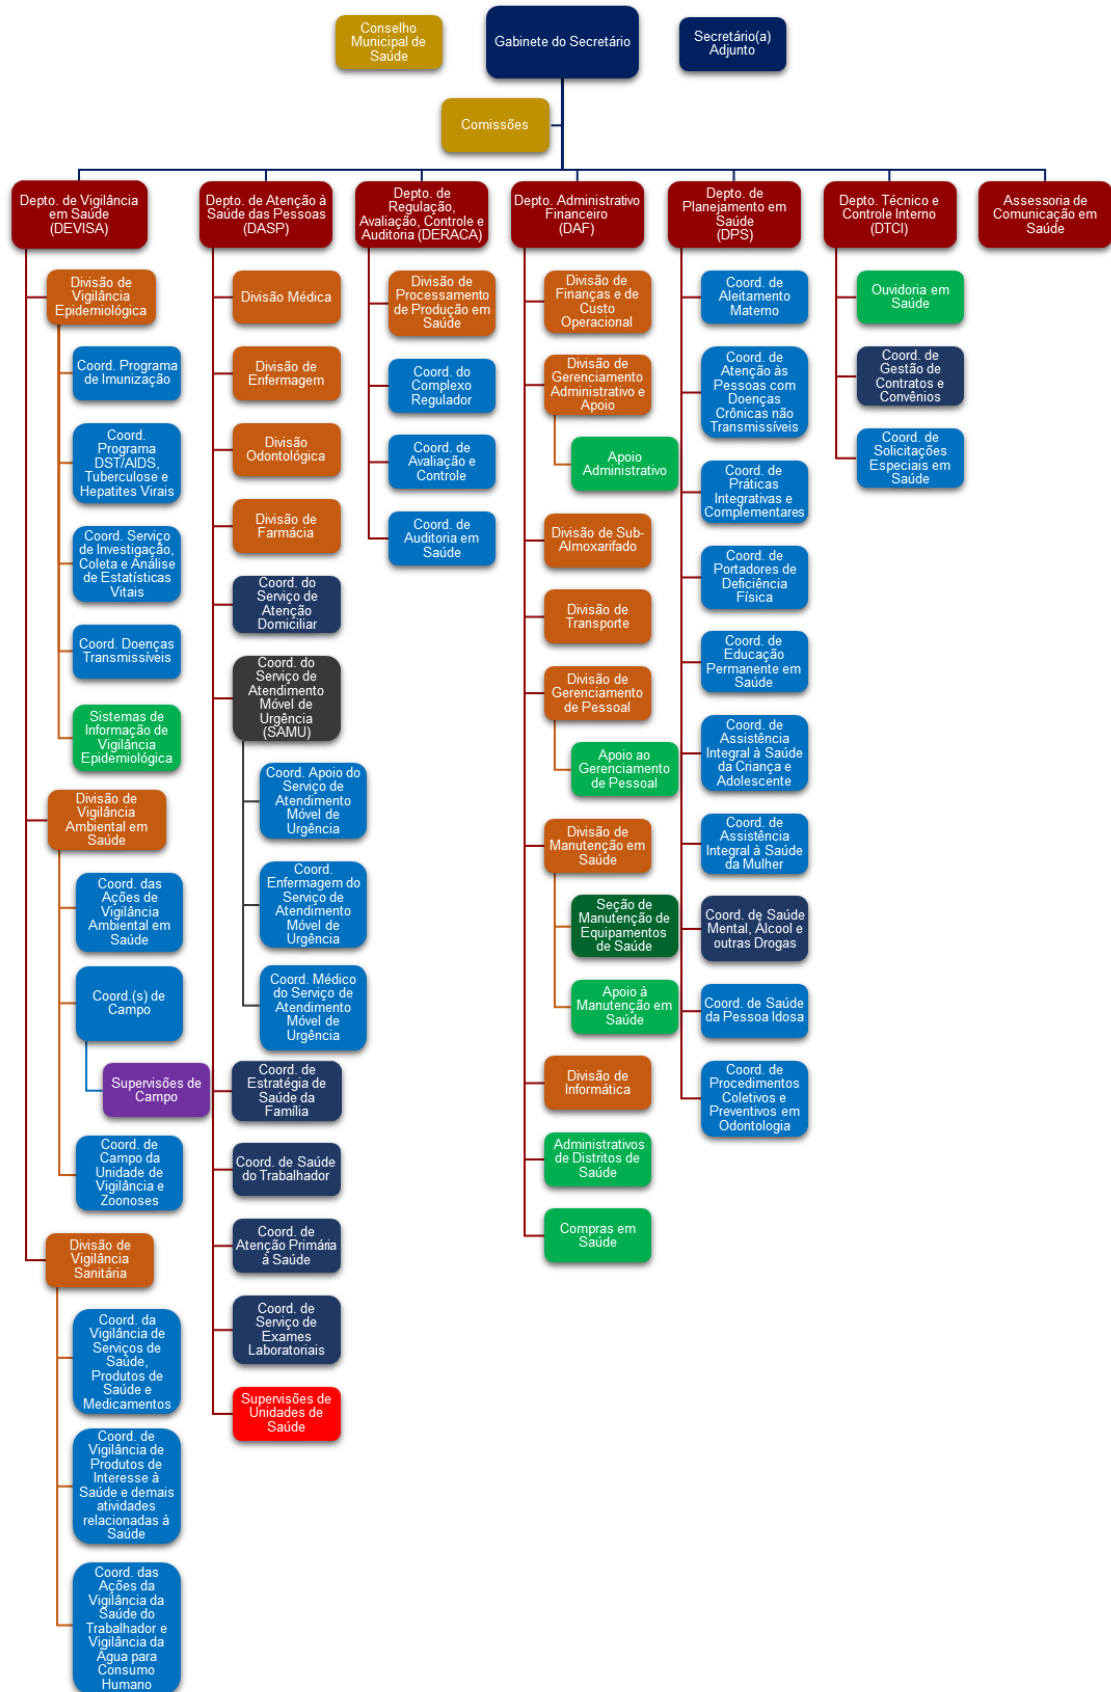 Conselho
Municipal de
Saúde
Gabinete do Secretário
Secretário(a)
Adjunto
Comissões
Depto. de Vigilância
em Saúde
(DEVISA)
Divisão de
Vigilância
Epidemiológica
Coord. Programa
de Imunização
Coord.
Programa
DST/AIDS,
Tuberculose e
Hepatites Virais
Coord. Serviço
de Investigação,
Coleta e Análise
de Estatísticas
Vitais
Coord. Doenças
Transmissíveis
Sistemas de
Informação de
Vigilância
Epidemiológica
Divisão de
Vigilância
Ambiental em
Saúde
Coord. das
Ações de
Vigilância
Ambiental em
Saúde
Coord.(s) de
Campo
Supervisões de
Campo
Coord. de
Campo da
Unidade de
Vigilância e
Zoonoses
Divisão de
Vigilância
Sanitária
Coord. da
Vigilância de
Serviços de
Saúde,
Produtos de
Saúde e
Medicamentos
Coord. de
Vigilância de
Produtos de
Interesse à
Saúde e demais
atividades
relacionadas à
Saúde
Coord. das
Ações da
Vigilância da
Saúde do
Trabalhador e
Vigilância da
Água para
Consumo
Humano
Depto. de Atenção à
Saúde das Pessoas
(DASP)
Divisão Médica
Divisão de
Enfermagem
Divisão
Odontológica
Divisão de
Farmácia
Coord. do
Serviço de
Atenção
Domiciliar
Coord. do
Serviço de
Atendimento
Móvel de
Urgência
(SAMU)
Coord. Apoio do
Serviço de
Atendimento
Móvel de
Urgência
Coord.
Enfermagem do
Serviço de
Atendimento
Móvel de
Urgência
Coord. Médico
do Serviço de
Atendimento
Móvel de
Urgência
Coord. de
Estratégia de
Saúde da
Família
Coord. de Saúde
do Trabalhador
Coord. de
Atenção Primária
à Saúde
Coord. de
Serviço de
Exames
Laboratoriais
Supervisões de
Unidades de
Saúde
Depto. de
Regulação,
Avaliação, Controle e
Auditoria (DERACA)
Divisão de
Processamento
de Produção em
Saúde
Coord. do
Complexo
Regulador
Coord. de
Avaliação e
Controle
Coord. de
Auditoria em
Saúde
Depto. Administrativo
Financeiro
(DAF)
Divisão de
Finanças e de
Custo
Operacional
Divisão de
Gerenciamento
Administrativo e
Apoio
Apoio
Administrativo
Divisão de Sub-
Almoxarifado
Divisão de
Transporte
Divisão de
Gerenciamento
de Pessoal
Apoio ao
Gerenciamento
de Pessoal
Divisão de
Manutenção em
Saúde
Seção de
Manutenção de
Equipamentos
de Saúde
Apoio à
Manutenção em
Saúde
Divisão de
Informática
Administrativos
de Distritos de
Saúde
Compras em
Saúde
Depto. de
Planejamento em
Saúde
(DPS)
Coord. de
Aleitamento
Materno
Coord. de
Atenção às
Pessoas com
Doenças
Crônicas não
Transmissíveis
Coord. de
Práticas
Integrativas e
Complementares
Coord. de
Portadores de
Deficiência
Física
Coord. de
Educação
Permanente em
Saúde
Coord. de
Assistência
Integral à Saúde
da Criança e
Adolescente
Coord. de
Assistência
Integral à Saúde
da Mulher
Coord. de Saúde
Mental, Álcool e
outras Drogas
Coord. de Saúde
da Pessoa Idosa
Coord. de
Procedimentos
Coletivos e
Preventivos em
Odontologia
Depto. Técnico e
Controle Interno
(DTCI)
Ouvidoria em
Saúde
Coord. de
Gestão de
Contratos e
Convênios
Coord. de
Solicitações
Especiais em
Saúde
Assessoria de
Comunicação em
Saúde